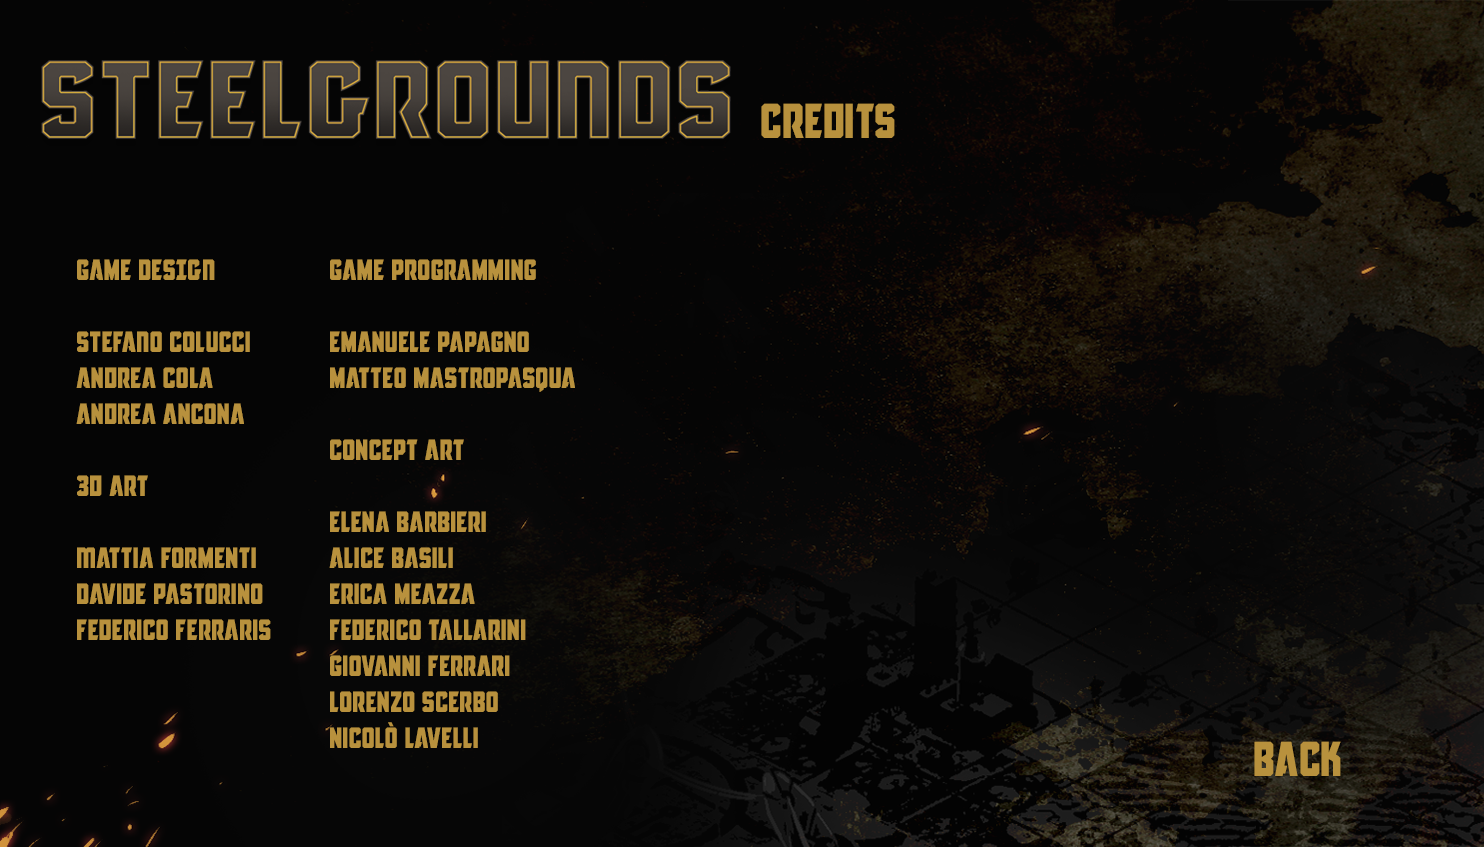 STEELGROUNDS CREDITS
GAME DESIGN
STEFANO COLUCCI
ANDREA COLA
ANDREA ANCONA
3D ART
MATTIA FORMENTI
DAVIDE PASTORINO
FEDERICO FERRARIS
GAME PROGRAMMING
EMANUELE PAPAGNO
MATTEO MASTROPASQUA
CONCEPT ART
ELENA BARBIERI
ALICE BASILI
ERICA MEAZZA
FEDERICO TALLARINI
GIOVANNI FERRARI
LORENZO SCERBO
NICOLÒ LAVELLI
BACK